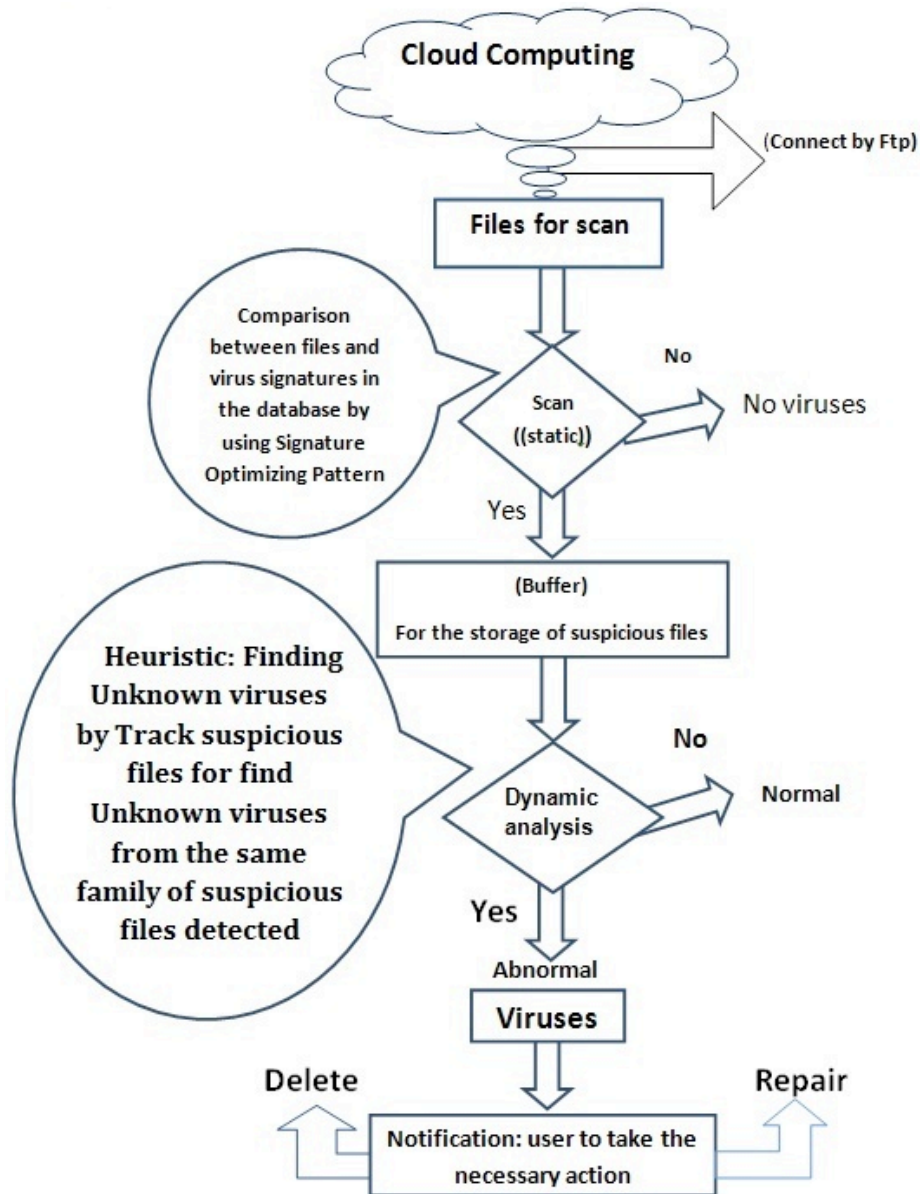 Cloud Computing
(Connect by Ftp)
Files for scan
Comparison
between files and
virus signatures in
the database by
using Signature
Optimizing Pattern
Scan
((static))
No
No viruses
Yes
(Buffer)
For the storage of suspicious files
Heuristic: Finding
Unknown viruses
by Track suspicious
files for find
Unknown viruses
from the same
family of suspicious
files detected
Dynamic
analysis
No
Normal
Yes
Abnormal
Viruses
Delete
Repair
Notification: user to take the
necessary action